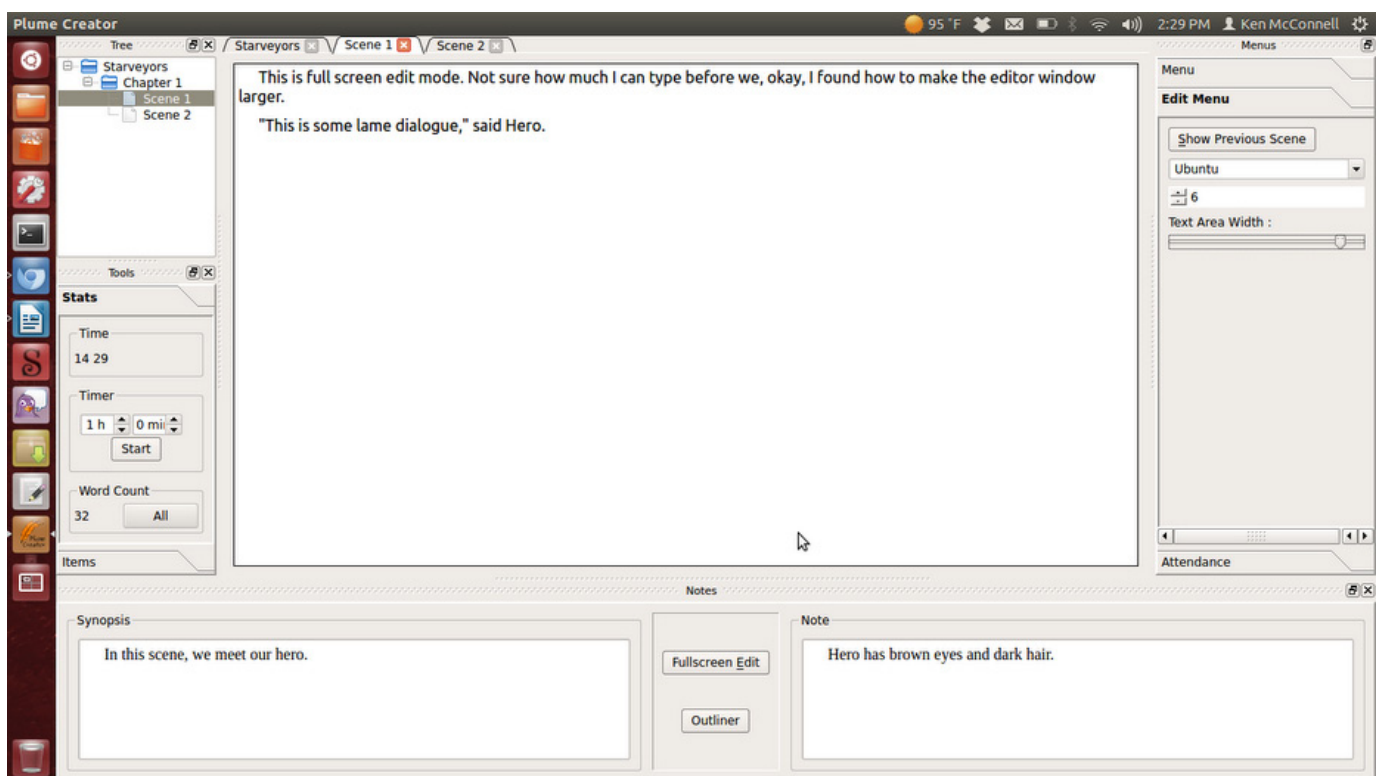 Plume Creator
95 °F
2:29 PM
Ken McConnell
Tree
Starveyors
Chapter 1
Scene 1
Scene 2
Tools
Stats
Time
14 29
Timer
1 h
0 mi
Start
Word Count
32
All
Items
Starveyors
Scene 1
Scene 2
This is full screen edit mode. Not sure how much I can type before we, okay, I found how to make the editor window
larger.
"This is some lame dialogue," said Hero.
Menus
Menu
Edit Menu
Show Previous Scene
Ubuntu
6
Text Area Width :
Attendance
Notes
Synopsis
In this scene, we meet our hero.
Fullscreen Edit
Outliner
Note
Hero has brown eyes and dark hair.